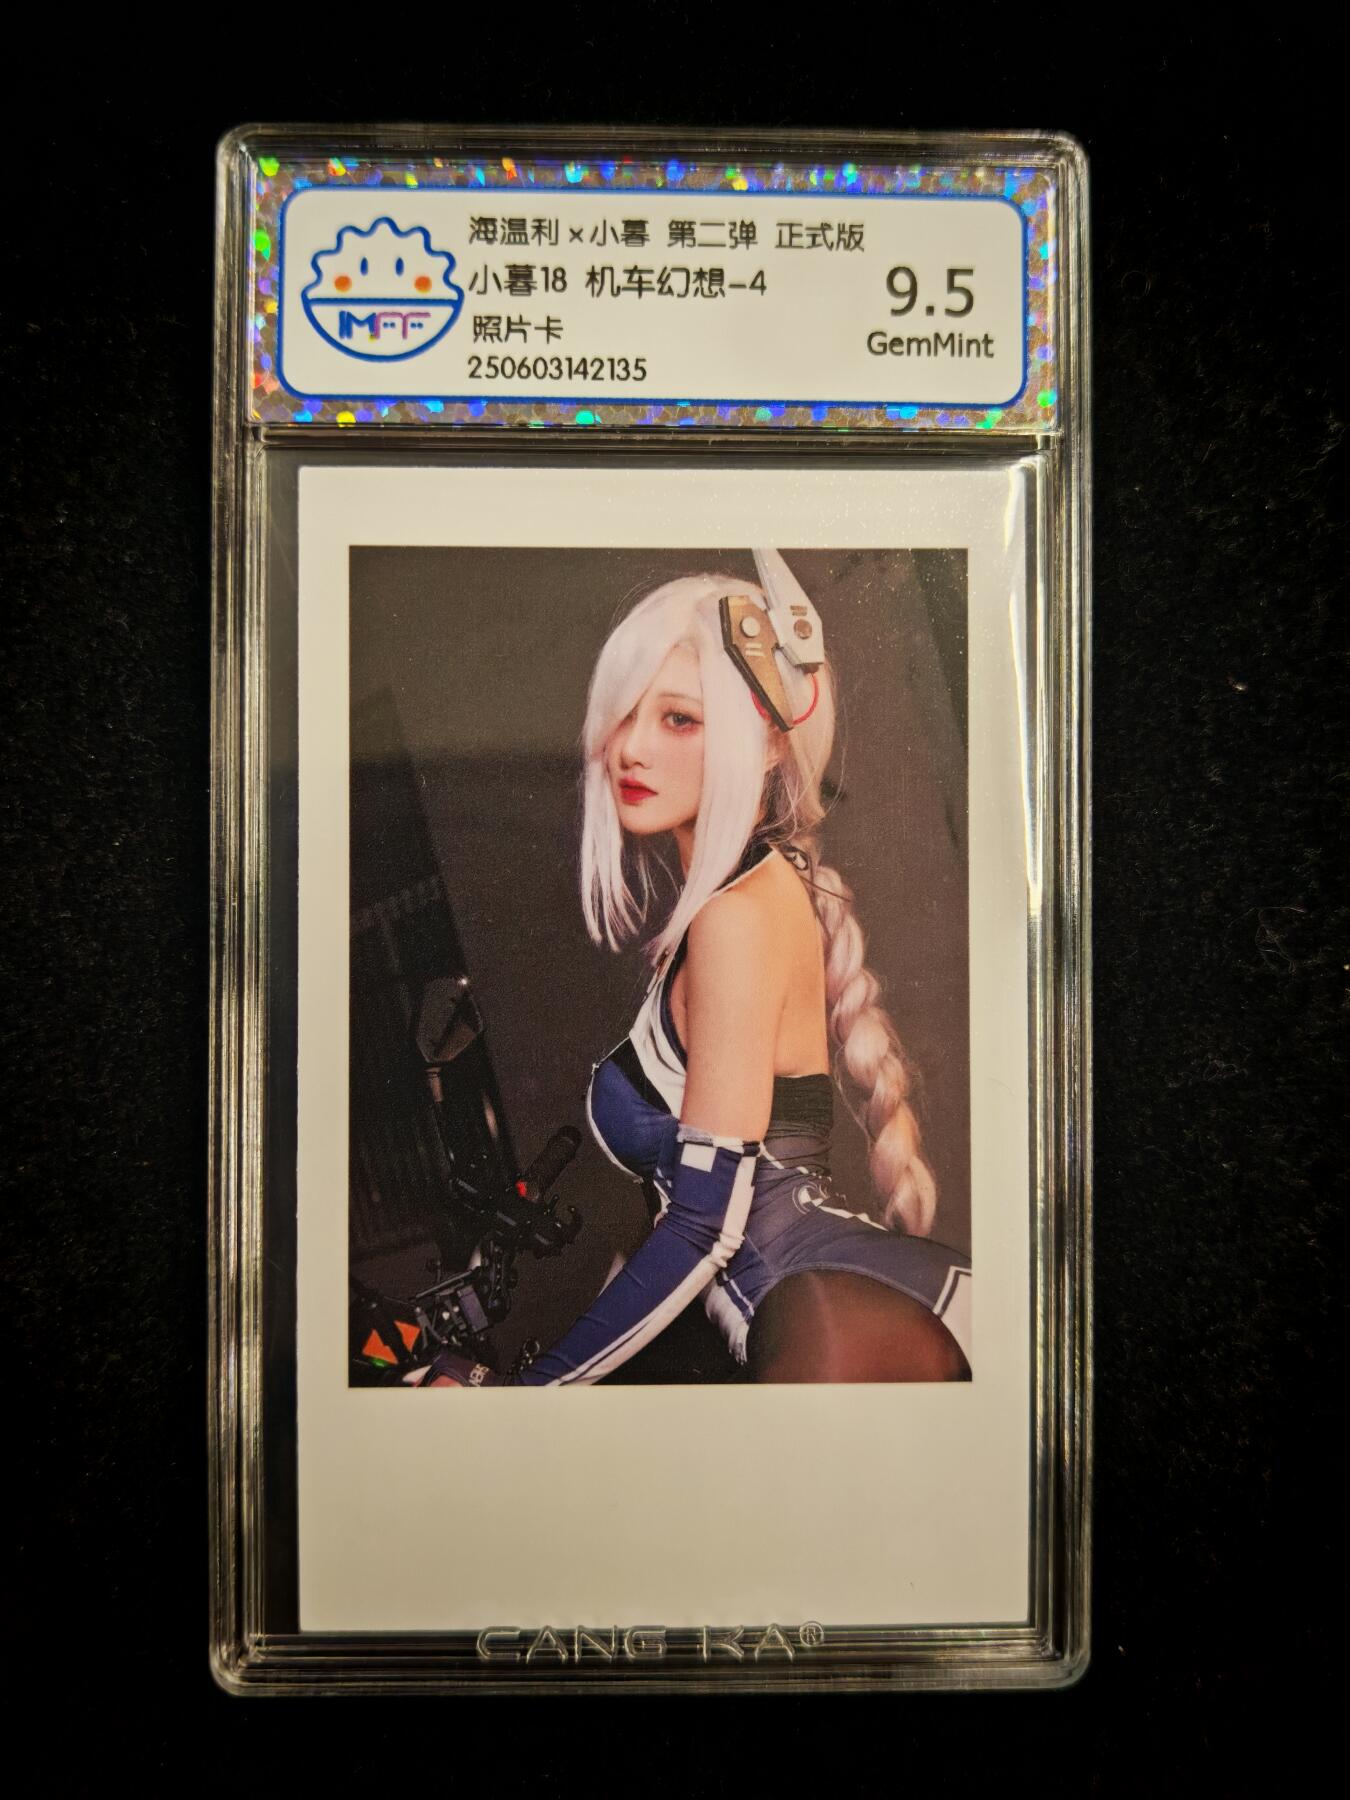 海温利×小暮 第二弹 正式版
小暮18 机车幻想-4
照片卡
250603142135
9.5
GemMint
IMFF
CANG KA®